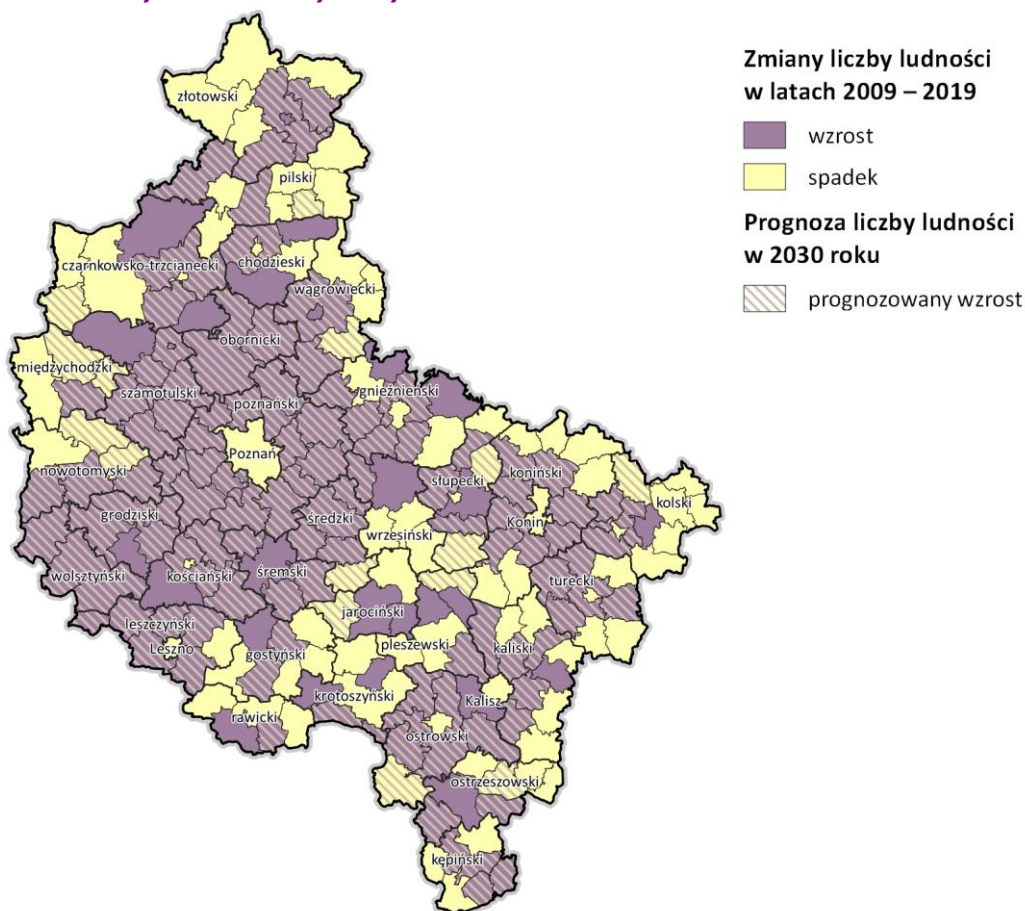 Zmiany liczby ludności
w latach 2009 – 2019
wzrost
spadek
Prognoza liczby ludności
w 2030 roku
prognozowany wzrost
złotowski
pilski
czarnkowsko-trzcianecki
chodzieski
wągrowiecki
obornicki
międzychodzki
szamotulski
gnieźnieński
poznański
Poznań
nowotomyski
słupecki
koniński
kolski
grodziski
średzki
Konin
wrzesiński
wolsztyński
kościański
śremski
turecki
jarociński
leszczyński
Leszno
gostyński
pleszewski
kaliski
krotoszyński
Kalisz
rawicki
ostrowski
ostrzeszowski
kępiński